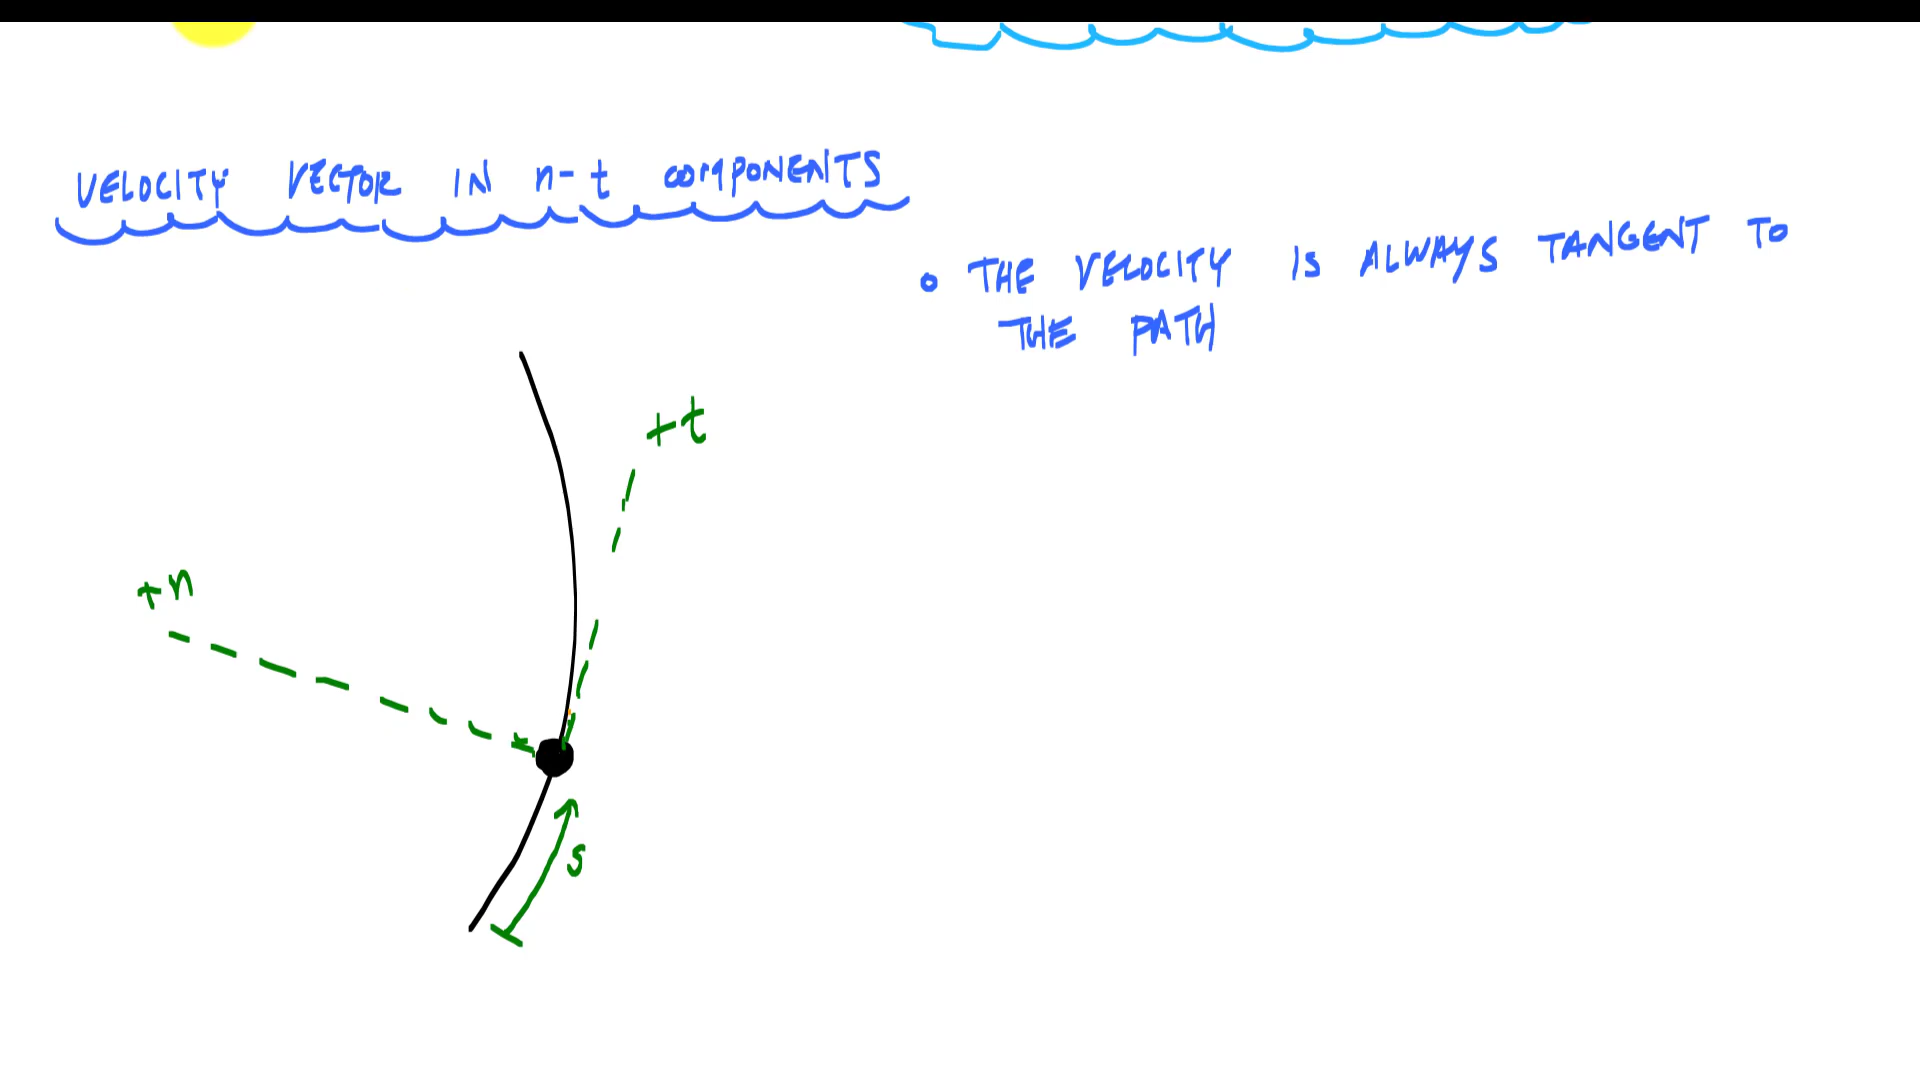 VELOCITY VECTOR IN n-t COMPONENTS
o THE VELOCITY IS ALWAYS TANGENT TO
THE PATH
+t
+n
s